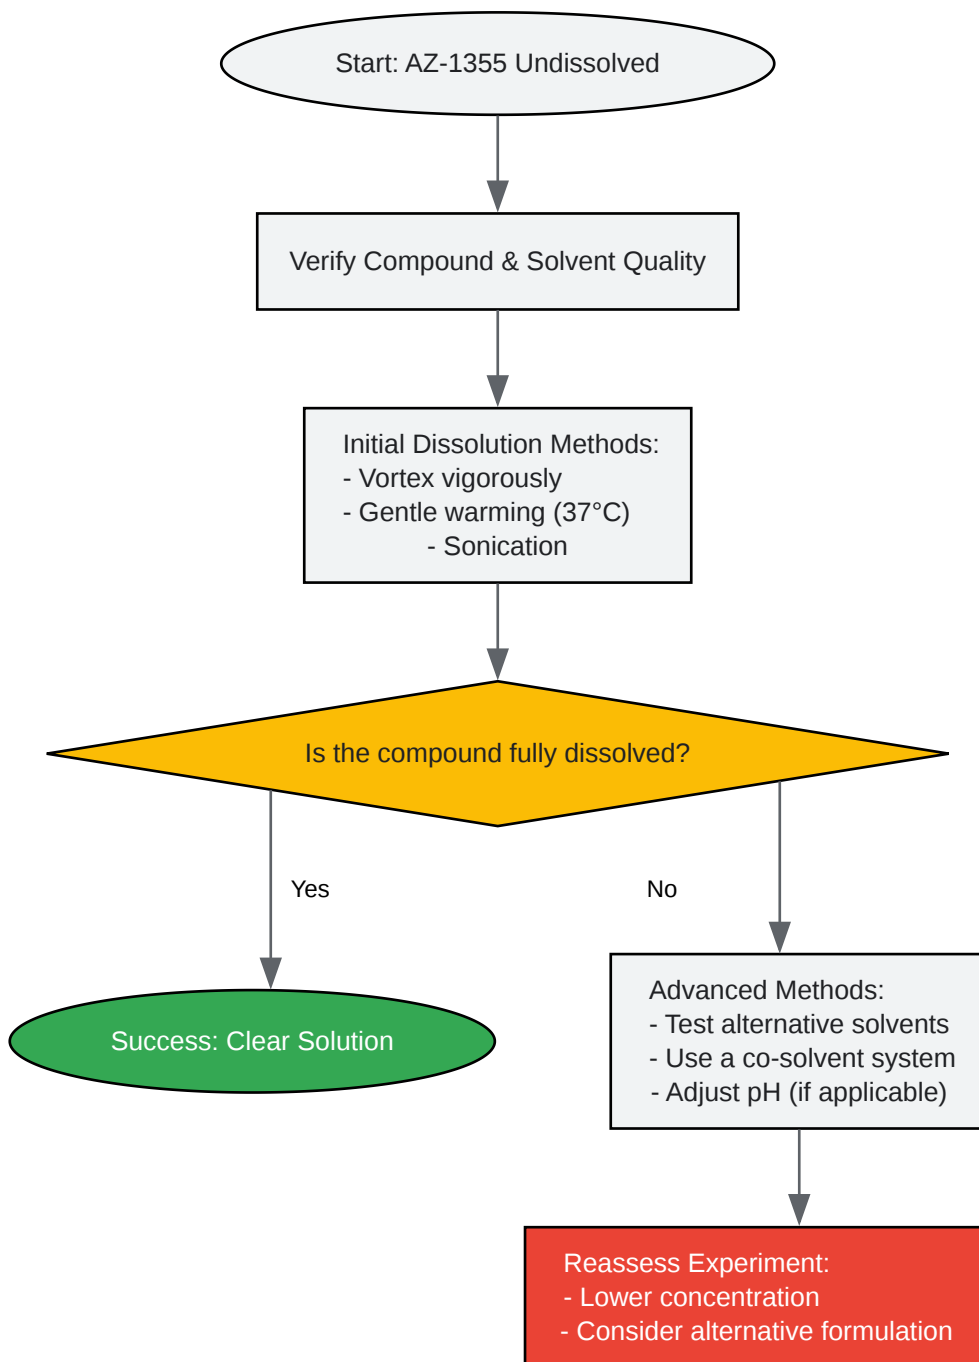 Start: AZ-1355 Undissolved
Verify Compound & Solvent Quality
Initial Dissolution Methods:
- Vortex vigorously
- Gentle warming (37°C)
- Sonication
Is the compound fully dissolved?
Yes
No
Success: Clear Solution
Advanced Methods:
- Test alternative solvents
- Use a co-solvent system
- Adjust pH (if applicable)
Reassess Experiment:
- Lower concentration
- Consider alternative formulation